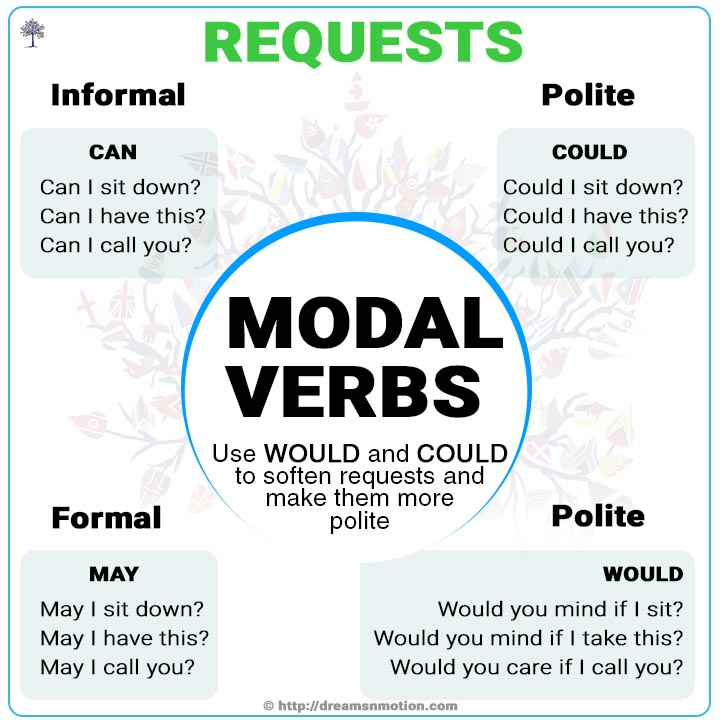 REQUESTS
Informal
CAN
Can I sit down?
Can I have this?
Can I call you?
Polite
COULD
Could I sit down?
Could I have this?
Could I call you?
MODAL
VERBS
Use WOULD and COULD
to soften requests and
make them more
polite
Formal
MAY
May I sit down?
May I have this?
May I call you?
Polite
WOULD
Would you mind if I sit?
Would you mind if I take this?
Would you care if I call you?
© http://dreamsnmotion.com